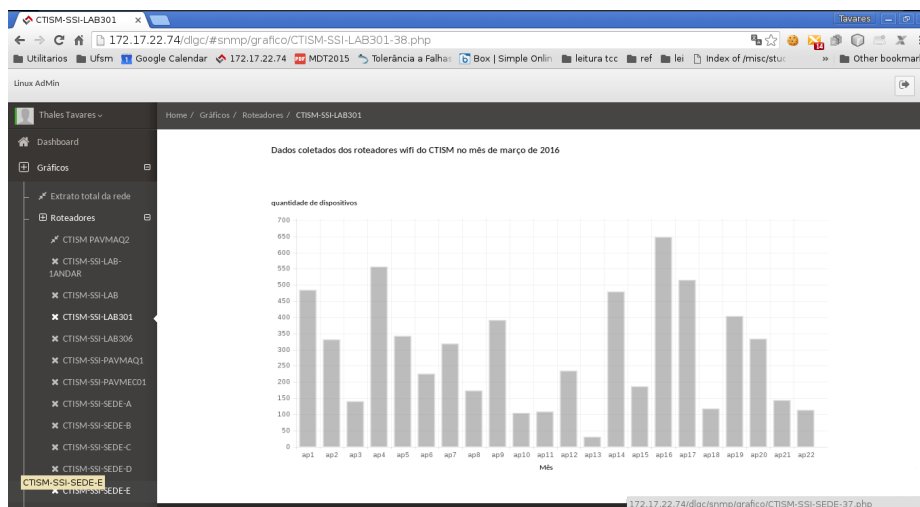 CTISM-SSI-LAB301
Tavares
172.17.22.74/dlgc/#snmp/grafico/CTISM-SSI-LAB301-38.php
14
Utilitarios Ufsm Google Calendar 172.17.22.74 MDT2015 Tolerância a Falhas Box | Simple Onlin leitura tcc ref lei Index of /misc/stuc » Other bookmar
Linux AdMin
Thales Tavares
Home / Gráficos / Roteadores / CTISM-SSI-LAB301
Dashboard
Gráficos
Extrato total da rede
Roteadores
CTISM PAVMAQ2
CTISM-SSI-LAB-
1ANDAR
CTISM-SSI-LAB
CTISM-SSI-LAB301
CTISM-SSI-LAB306
CTISM-SSI-PAVMAQ1
CTISM-SSI-PAVMEC01
CTISM-SSI-SEDE-A
CTISM-SSI-SEDE-B
CTISM-SSI-SEDE-C
CTISM-SSI-SEDE-D
CTISM-SSI-SEDE-E
CTISM-SSI-SEDE-E
Dados coletados dos roteadores wifi do CTISM no mês de março de 2016
quantidade de dispositivos
700
650
600
550
500
450
400
350
300
250
200
150
100
50
0
ap1 ap2 ap3 ap4 ap5 ap6 ap7 ap8 ap9 ap10 ap11 ap12 ap13 ap14 ap15 ap16 ap17 ap18 ap19 ap20 ap21 ap22
Mês
172.17.22.74/dlgc/snmp/grafico/CTISM-SSI-SEDE-37.php